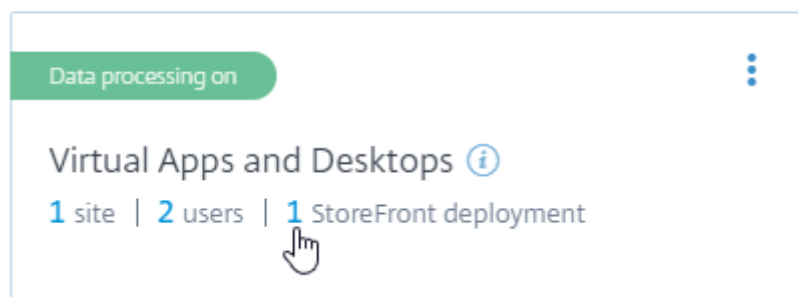 Data processing on
Virtual Apps and Desktops i
1 site | 2 users | 1 StoreFront deployment